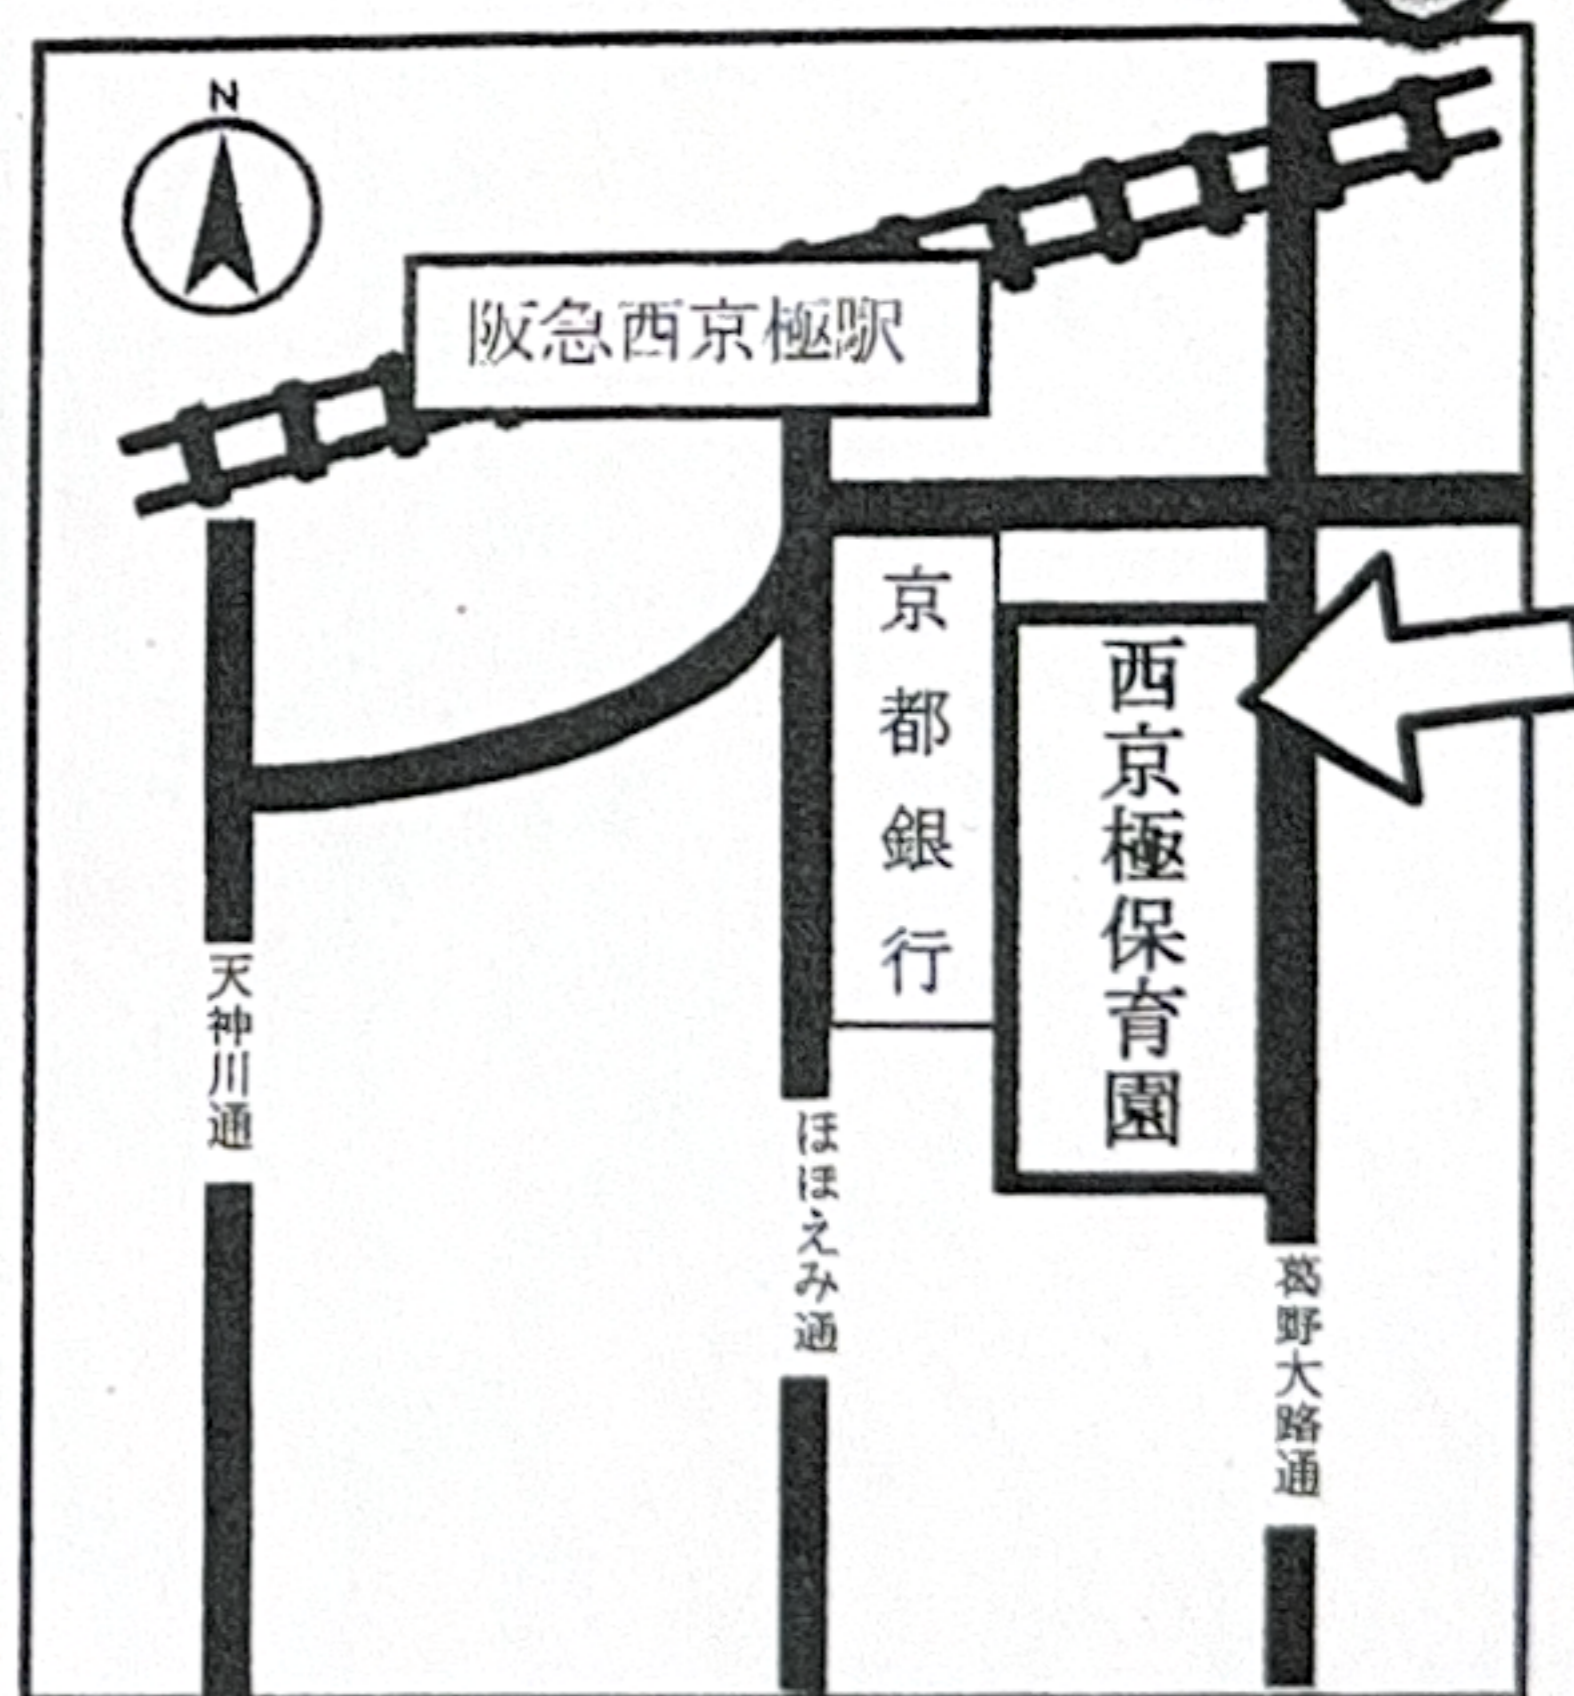 N
阪急西京極駅
京都銀行
西京極保育園
天神川通
ほほえみ通
葛野大路通